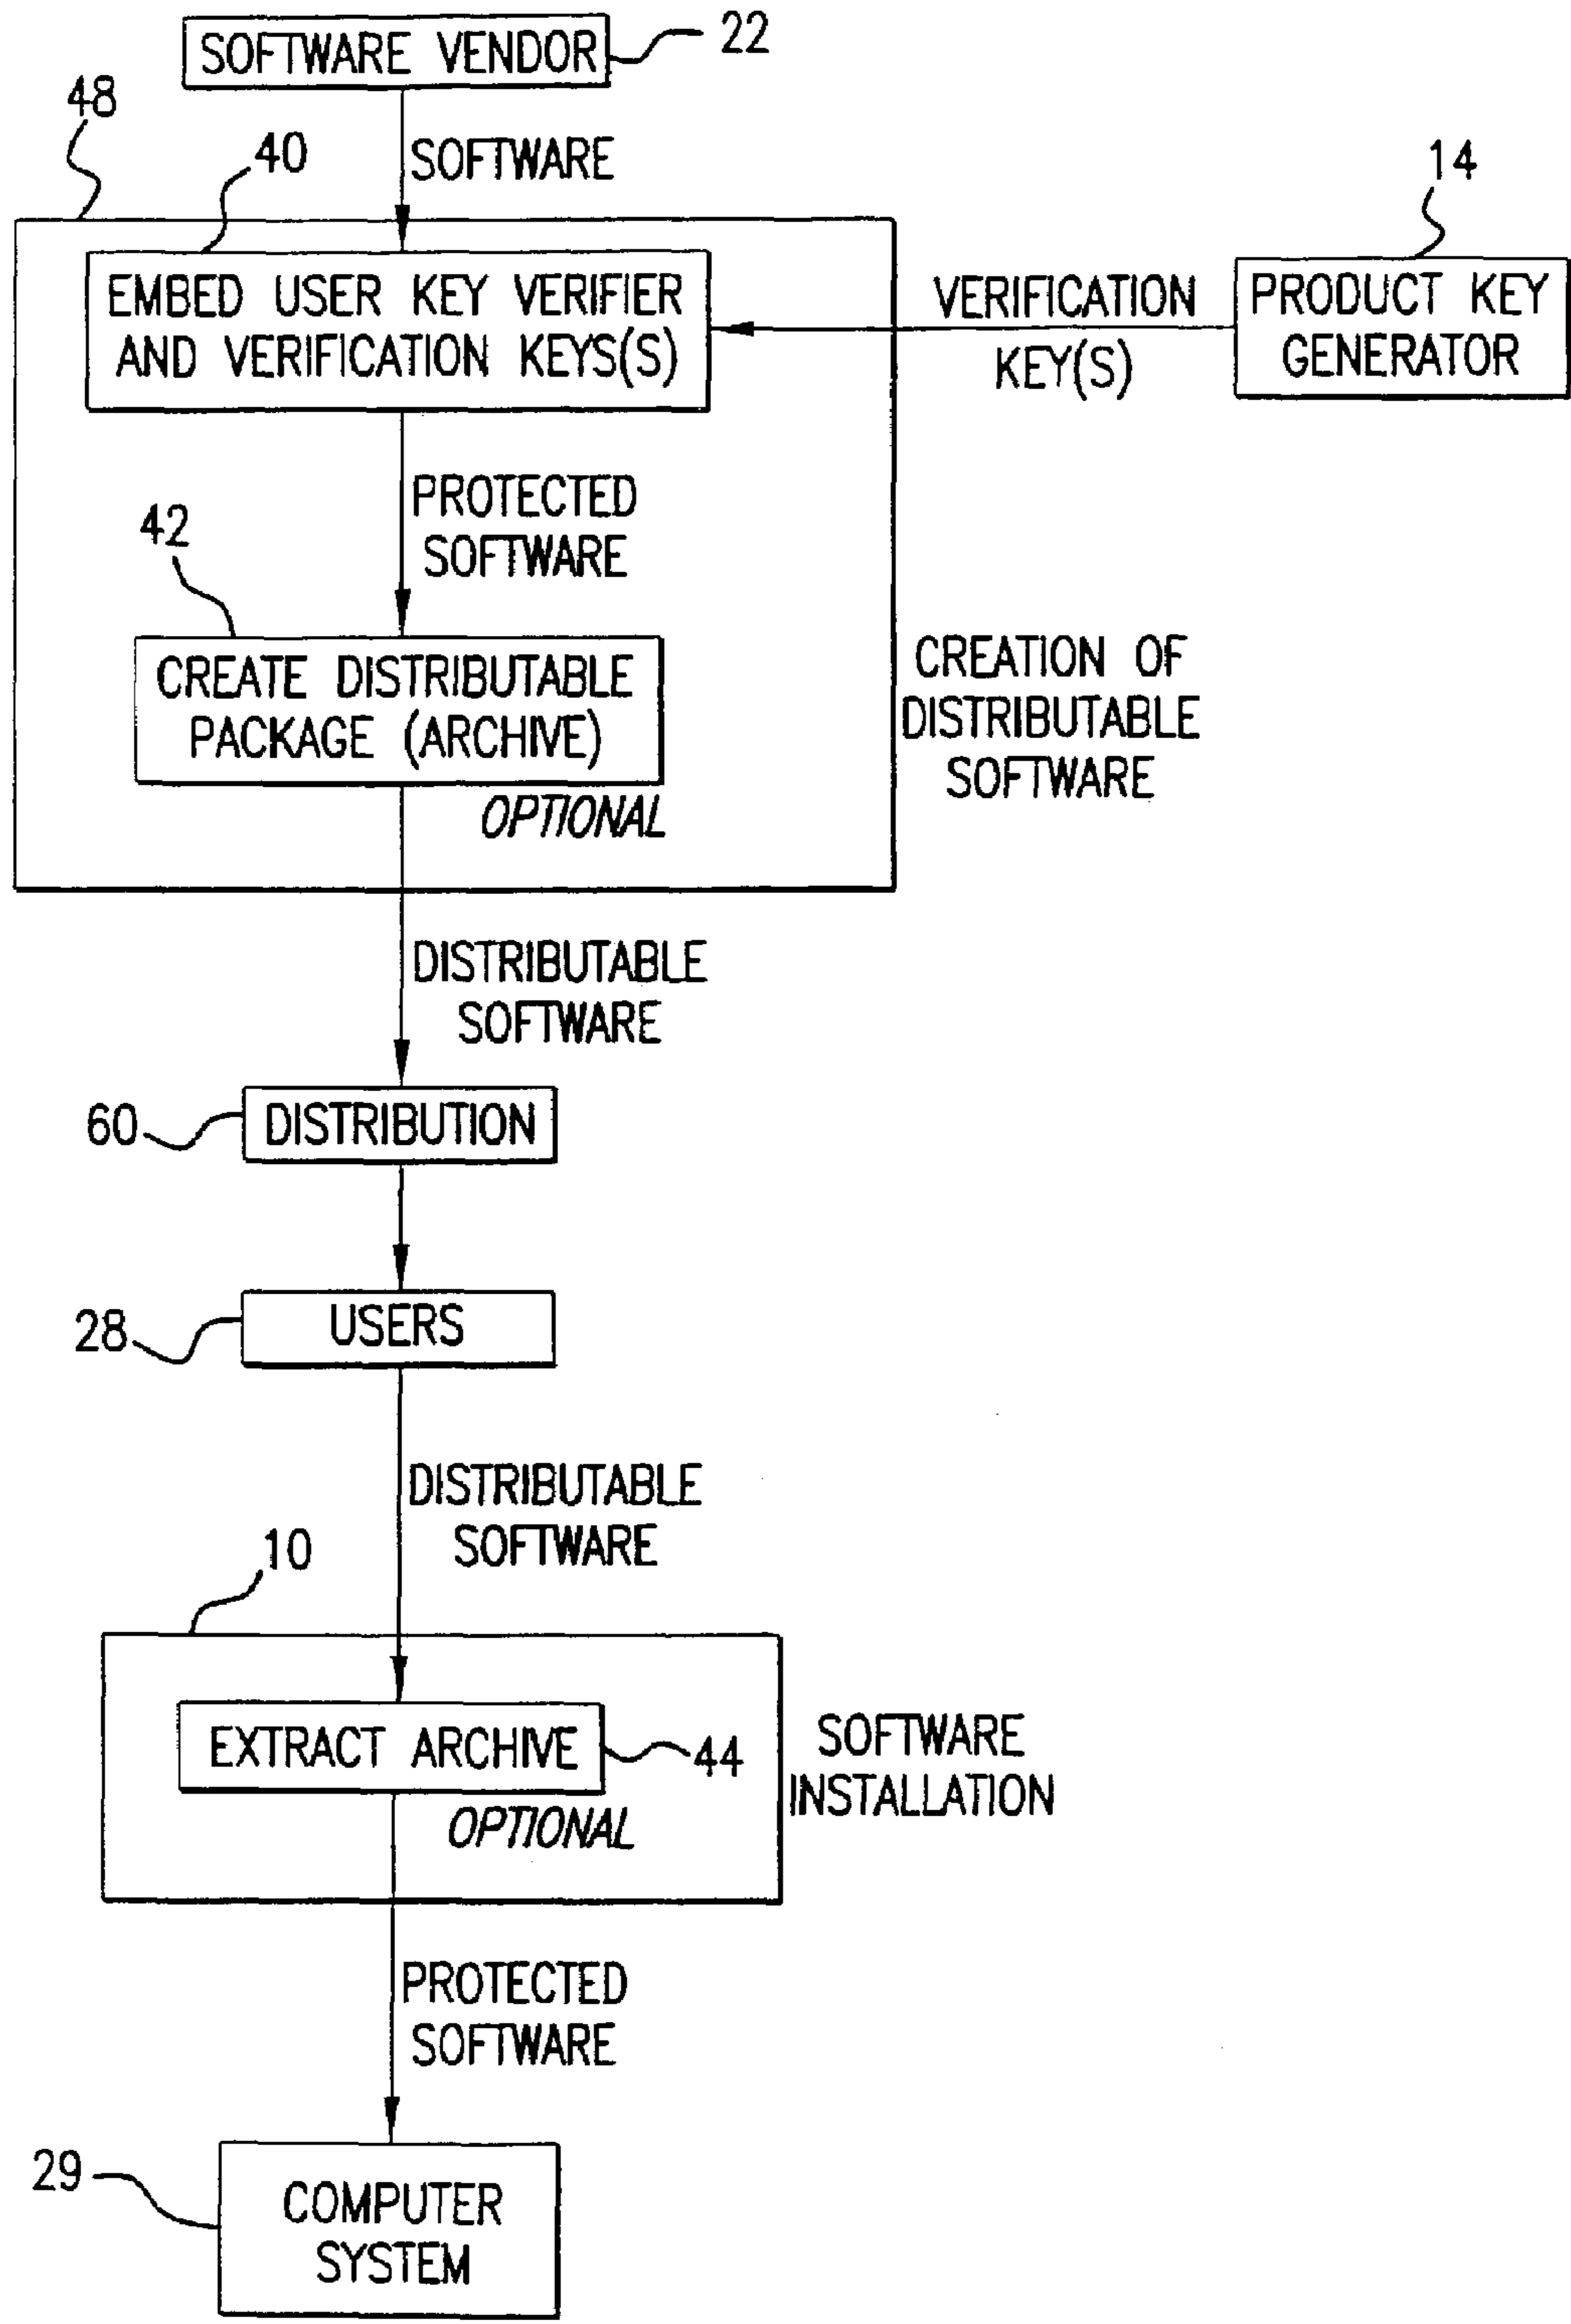 SOFTWARE VENDOR
22
48
40
SOFTWARE
14
EMBED USER KEY VERIFIER
AND VERIFICATION KEYS(S)
VERIFICATION
KEY(S)
PRODUCT KEY
GENERATOR
PROTECTED
SOFTWARE
42
CREATE DISTRIBUTABLE
PACKAGE (ARCHIVE)
OPTIONAL
CREATION OF
DISTRIBUTABLE
SOFTWARE
DISTRIBUTABLE
SOFTWARE
60
DISTRIBUTION
28
USERS
DISTRIBUTABLE
SOFTWARE
10
EXTRACT ARCHIVE
44
OPTIONAL
SOFTWARE
INSTALLATION
PROTECTED
SOFTWARE
29
COMPUTER
SYSTEM